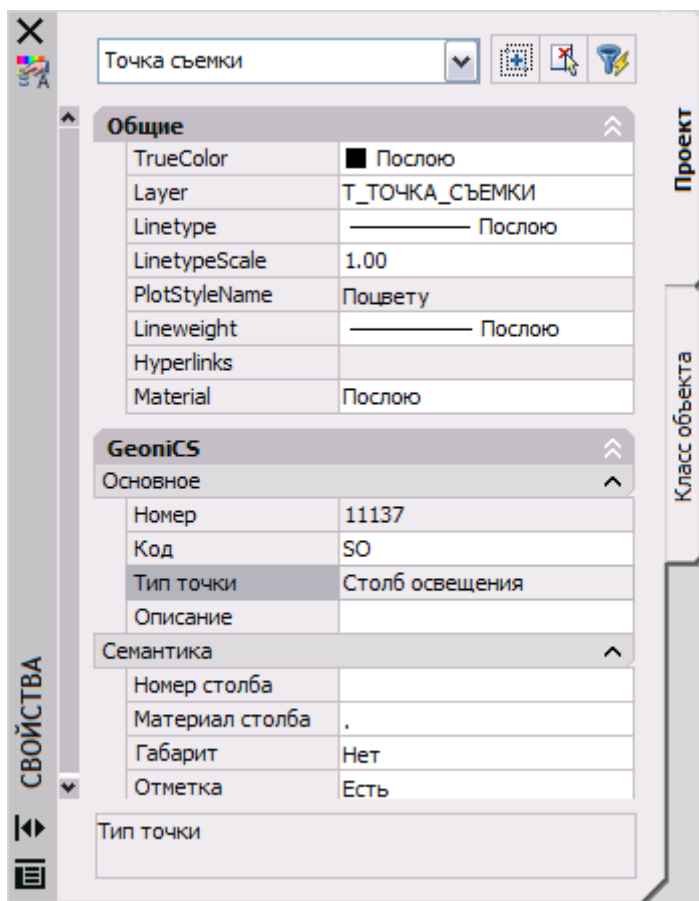 Точка съемки
Общие
TrueColor Послою
Layer Т_ТОЧКА_СЪЕМКИ
Linetype Послою
LinetypeScale 1.00
PlotStyleName Поцвету
Lineweight Послою
Hyperlinks
Material Послою
GeoniCS
Основное
Номер 11137
Код SO
Тип точки Столб освещения
Описание
Семантика
Номер столба
Материал столба .
Габарит Нет
Отметка Есть
Тип точки
СВОЙСТВА
Проект
Класс объекта